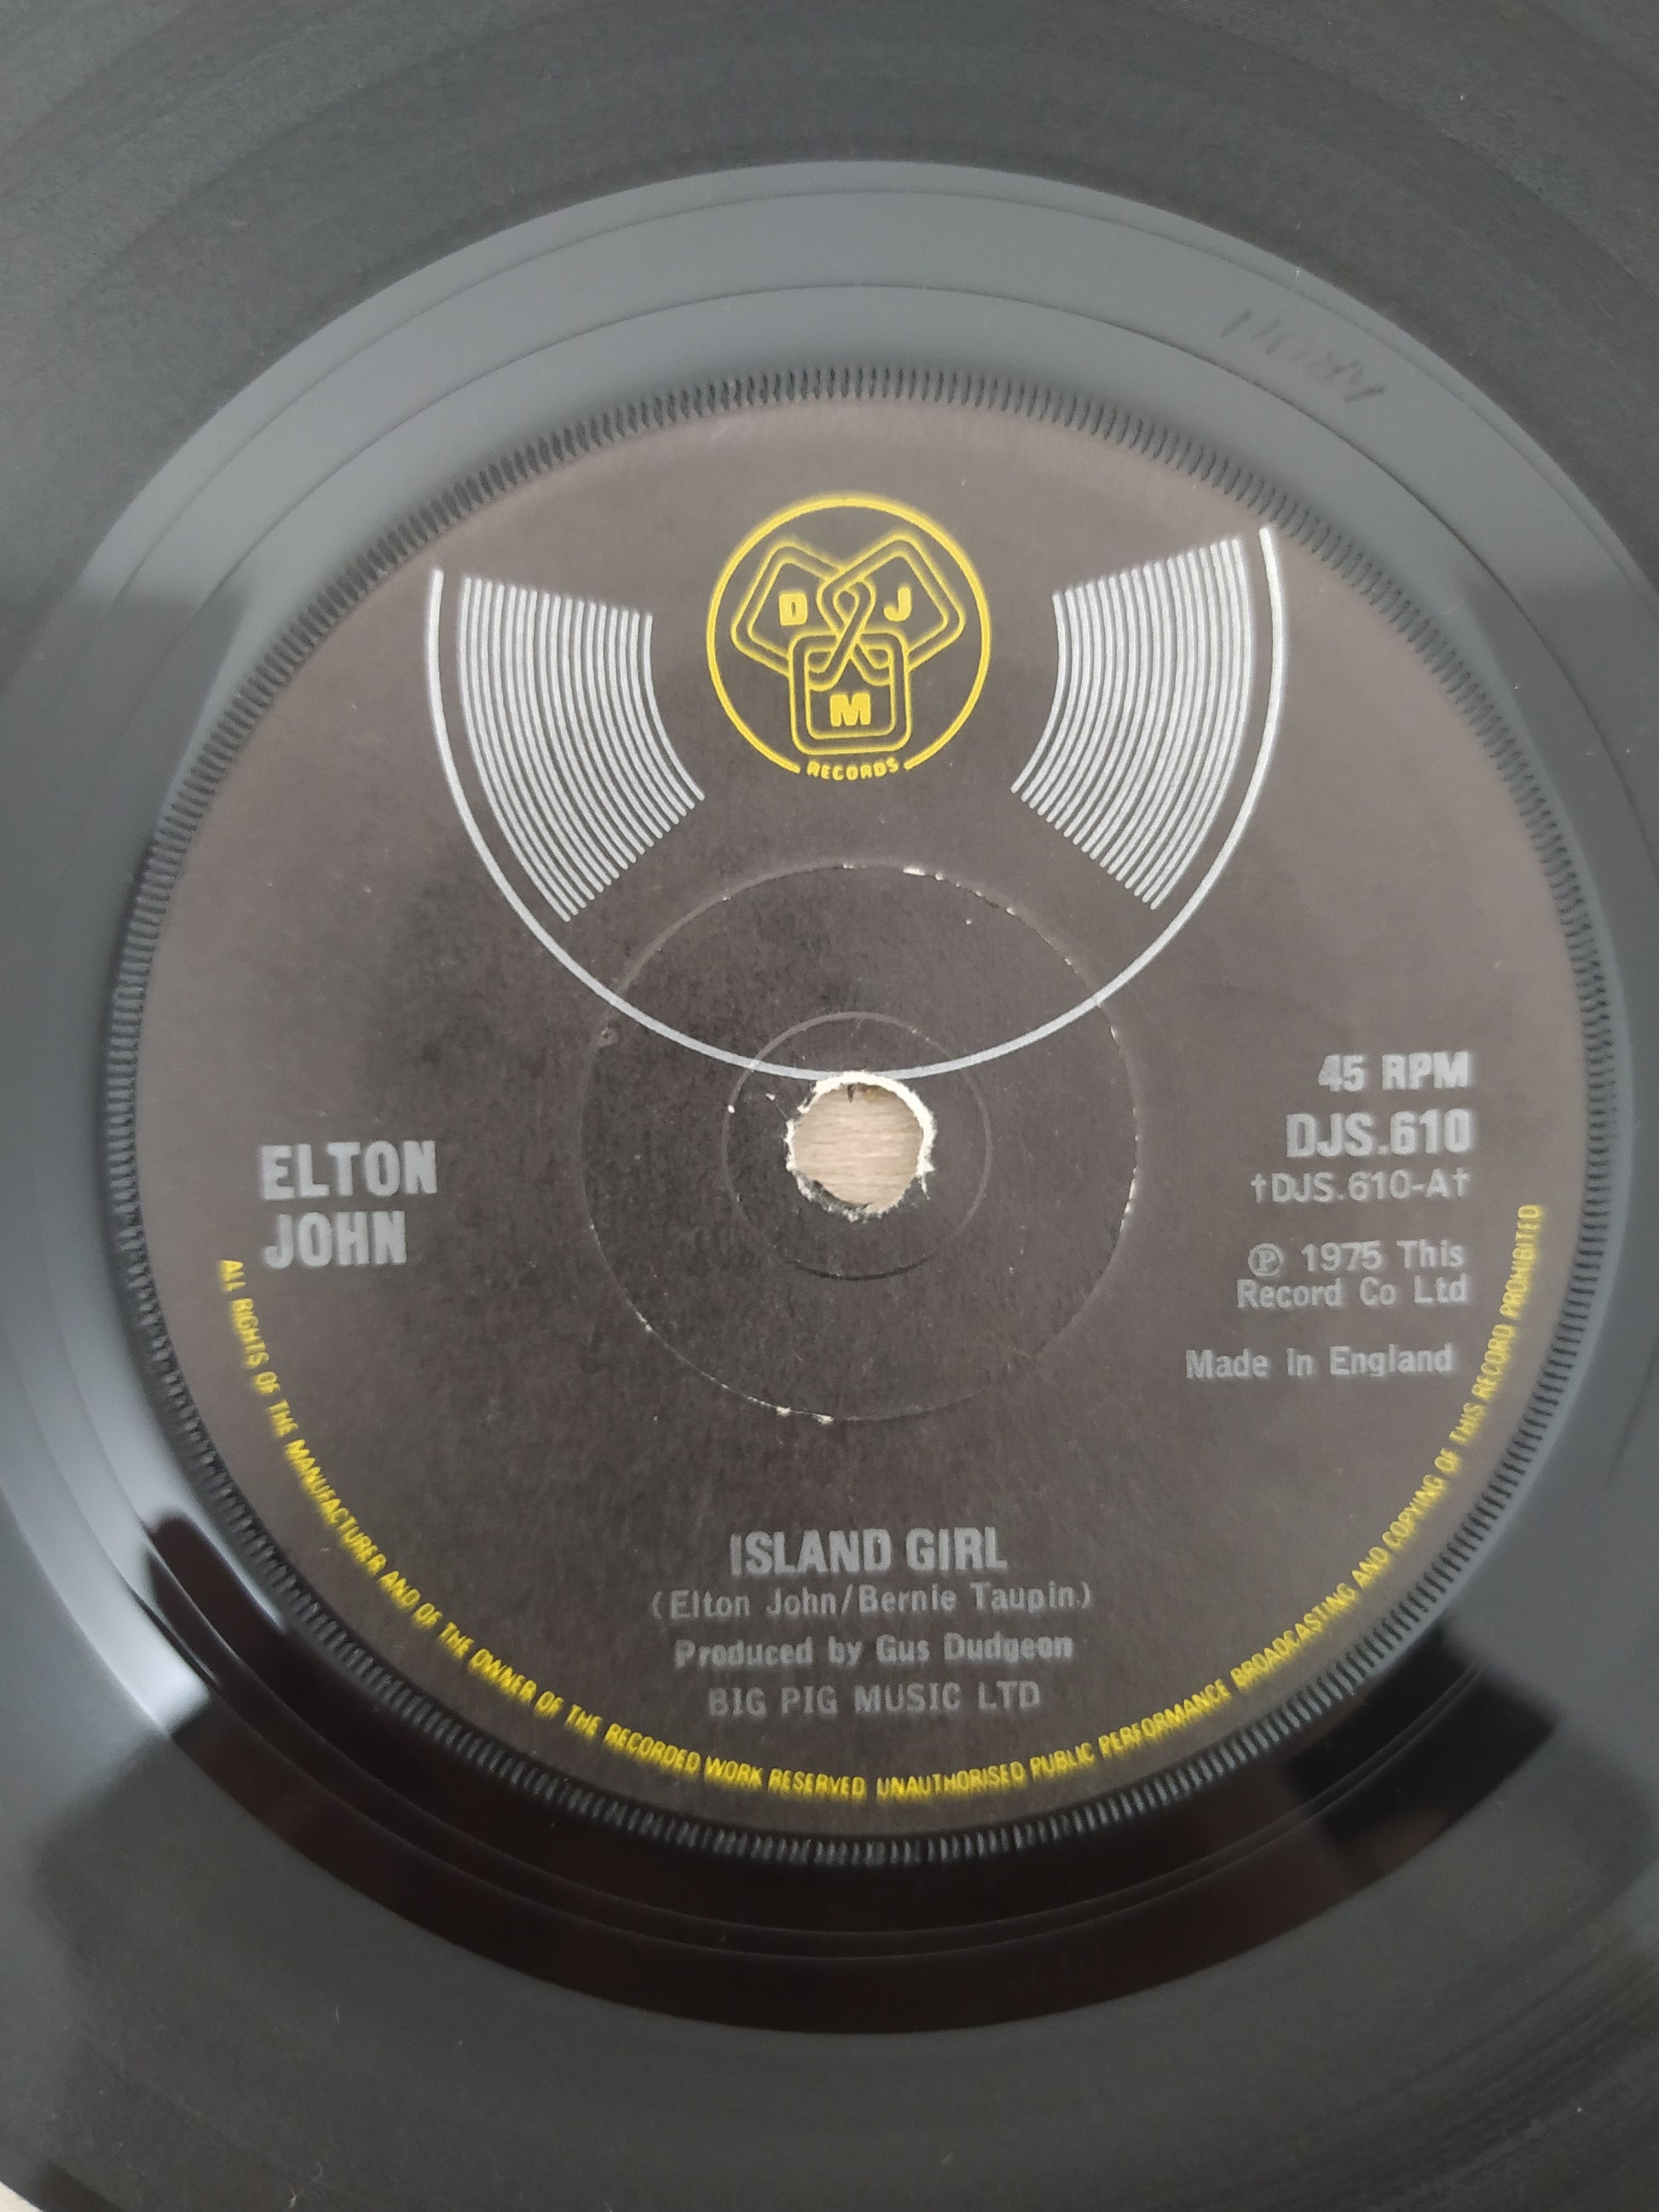 D J
M
RECORDS
45 RPM
DJS.610
†DJS.610-A†
℗ 1975 This
Record Co Ltd
Made in England
ELTON
JOHN
ISLAND GIRL
(Elton John/Bernie Taupin)
Produced by Gus Dudgeon
BIG PIG MUSIC LTD
ALL RIGHTS OF THE MANUFACTURER AND OF THE OWNER OF THE RECORDED WORK RESERVED UNAUTHORISED PUBLIC PERFORMANCE BROADCASTING AND COPYING OF THIS RECORD PROHIBITED